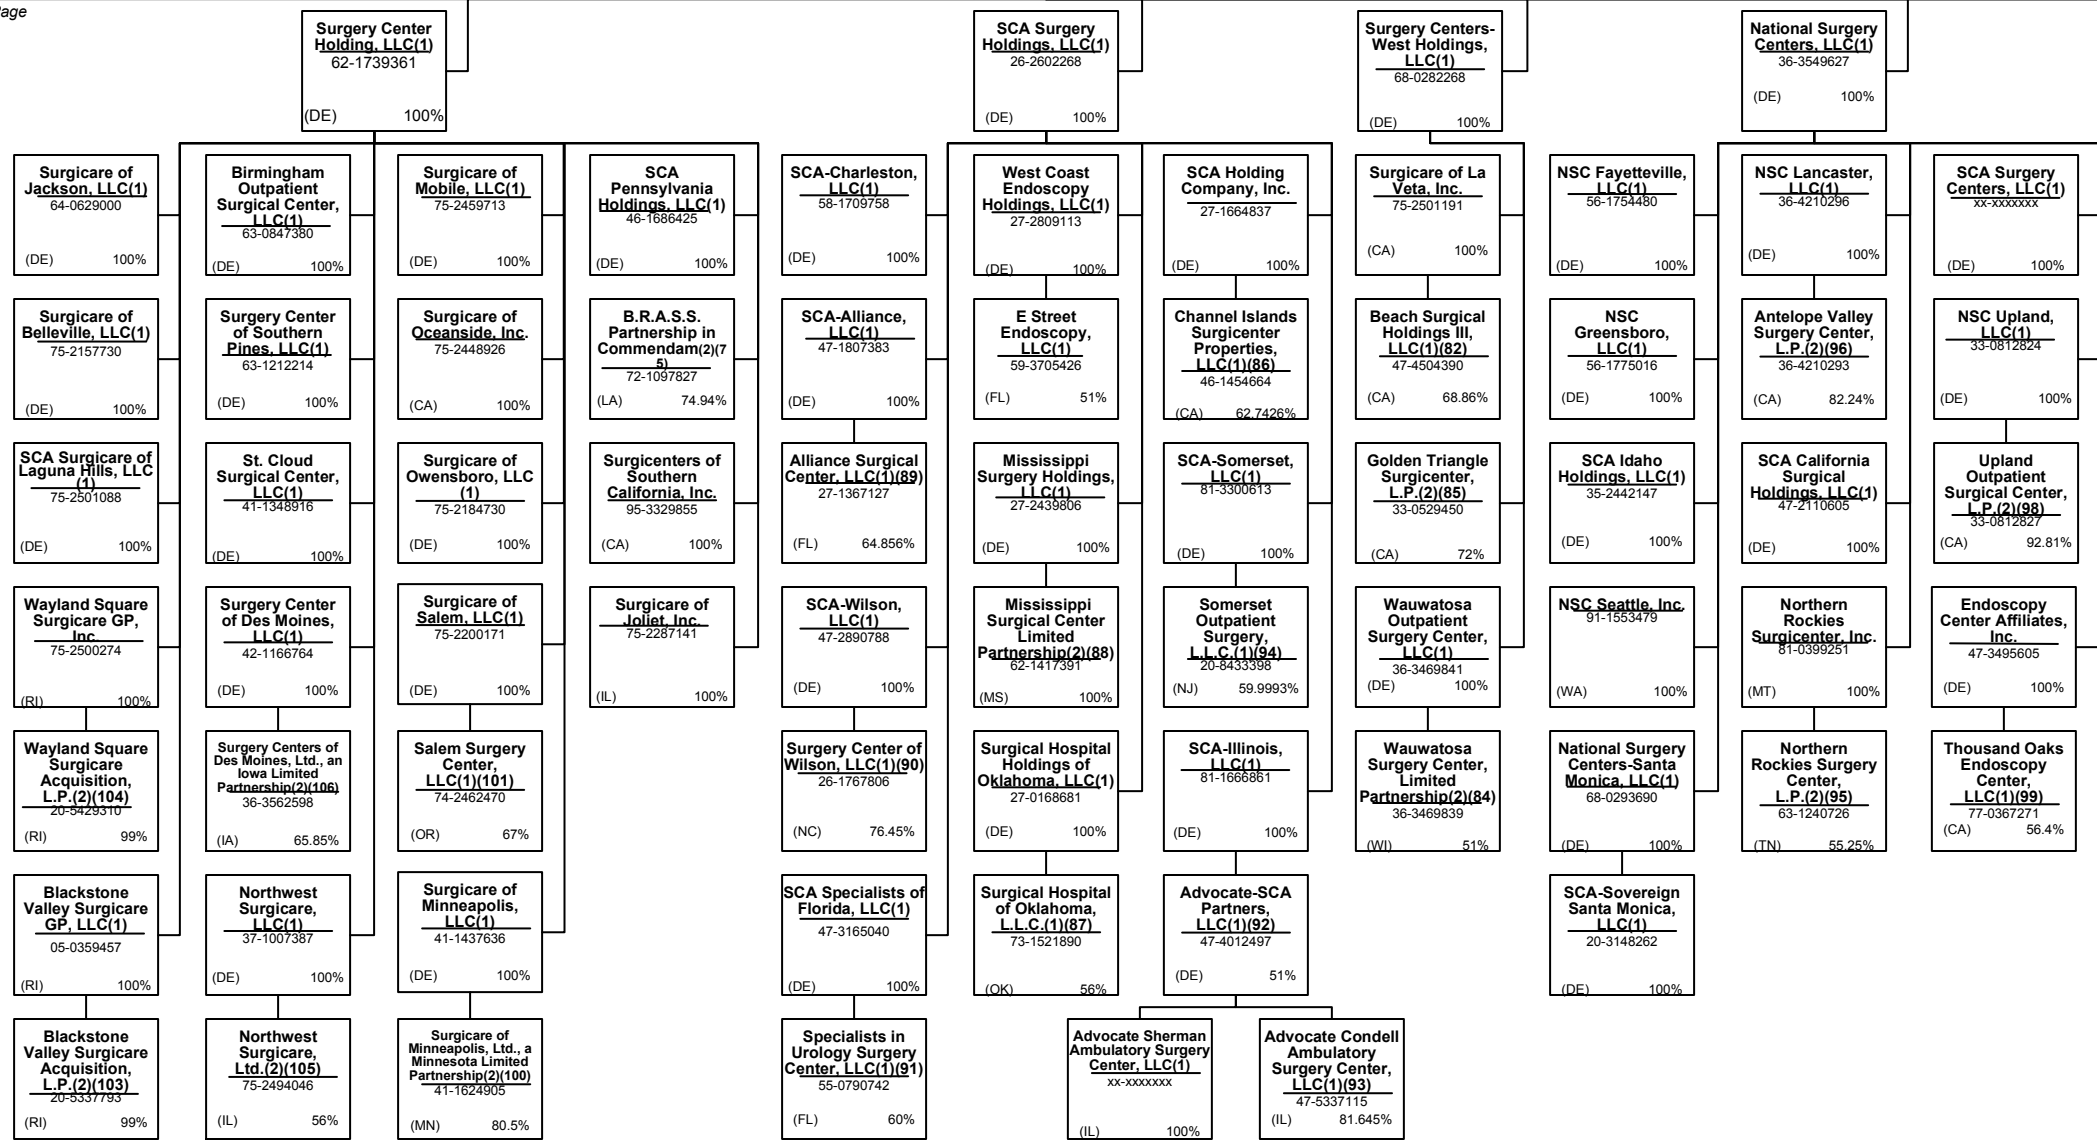 Page
Surgery Center
Holding, LLC(1)
62-1739361
(DE) 100%
SCA Surgery
Holdings, LLC(1)
26-2602268
(DE) 100%
Surgery Centers-
West Holdings,
LLC(1)
68-0282268
(DE) 100%
National Surgery
Centers, LLC(1)
36-3549627
(DE) 100%
Surgicare of
Jackson, LLC(1)
64-0629000
(DE) 100%
Birmingham
Outpatient
Surgical Center,
LLC(1)
63-0847380
(DE) 100%
Surgicare of
Mobile, LLC(1)
75-2459713
(DE) 100%
SCA
Pennsylvania
Holdings, LLC(1)
46-1686425
(DE) 100%
SCA-Charleston,
LLC(1)
58-1709758
(DE) 100%
West Coast
Endoscopy
Holdings, LLC(1)
27-2809113
(DE) 100%
SCA Holding
Company, Inc.
27-1664837
(DE) 100%
Surgicare of La
Veta, Inc.
75-2501191
(CA) 100%
NSC Fayetteville,
LLC(1)
56-1754480
(DE) 100%
NSC Lancaster,
LLC(1)
36-4210296
(DE) 100%
SCA Surgery
Centers, LLC(1)
xx-xxxxxxx
(DE) 100%
Surgicare of
Belleville, LLC(1)
75-2157730
(DE) 100%
Surgery Center
of Southern
Pines, LLC(1)
63-1212214
(DE) 100%
Surgicare of
Oceanside, Inc.
75-2448926
(CA) 100%
B.R.A.S.S.
Partnership in
Commendam(2)(7
5)
72-1097827
(LA) 74.94%
SCA-Alliance,
LLC(1)
47-1807383
(DE) 100%
E Street
Endoscopy,
LLC(1)
59-3705426
(FL) 51%
Channel Islands
Surgicenter
Properties,
LLC(1)(86)
46-1454664
(CA) 62.7426%
Beach Surgical
Holdings III,
LLC(1)(82)
47-4504390
(CA) 68.86%
NSC
Greensboro,
LLC(1)
56-1775016
(DE) 100%
Antelope Valley
Surgery Center,
L.P.(2)(96)
36-4210293
(CA) 82.24%
NSC Upland,
LLC(1)
33-0812824
(DE) 100%
SCA Surgicare of
Laguna Hills, LLC
(1)
75-2501088
(DE) 100%
St. Cloud
Surgical Center,
LLC(1)
41-1348916
(DE) 100%
Surgicare of
Owensboro, LLC
(1)
75-2184730
(DE) 100%
Surgicenters of
Southern
California, Inc.
95-3329855
(CA) 100%
Alliance Surgical
Center, LLC(1)(89)
27-1367127
(FL) 64.856%
Mississippi
Surgery Holdings,
LLC(1)
27-2439806
(DE) 100%
SCA-Somerset,
LLC(1)
81-3300613
(DE) 100%
Golden Triangle
Surgicenter,
L.P.(2)(85)
33-0529450
(CA) 72%
SCA Idaho
Holdings, LLC(1)
35-2442147
(DE) 100%
SCA California
Surgical
Holdings, LLC(1)
47-2110605
(DE) 100%
Upland
Outpatient
Surgical Center,
L.P.(2)(98)
33-0812827
(CA) 92.81%
Wayland Square
Surgicare GP,
Inc.
75-2500274
(RI) 100%
Surgery Center
of Des Moines,
LLC(1)
42-1166764
(DE) 100%
Surgicare of
Salem, LLC(1)
75-2200171
(DE) 100%
Surgicare of
Joliet, Inc.
75-2287141
(IL) 100%
SCA-Wilson,
LLC(1)
47-2890788
(DE) 100%
Mississippi
Surgical Center
Limited
Partnership(2)(88)
62-1417391
(MS) 100%
Somerset
Outpatient
Surgery,
L.L.C.(1)(94)
20-8433398
(NJ) 59.9993%
Wauwatosa
Outpatient
Surgery Center,
LLC(1)
36-3469841
(DE) 100%
NSC Seattle, Inc.
91-1553479
(WA) 100%
Northern
Rockies
Surgicenter, Inc.
81-0399251
(MT) 100%
Endoscopy
Center Affiliates,
Inc.
47-3495605
(DE) 100%
Wayland Square
Surgicare
Acquisition,
L.P.(2)(104)
20-5429310
(RI) 99%
Surgery Centers of
Des Moines, Ltd., an
Iowa Limited
Partnership(2)(106)
36-3562598
(IA) 65.85%
Salem Surgery
Center,
LLC(1)(101)
74-2462470
(OR) 67%
Surgery Center of
Wilson, LLC(1)(90)
26-1767806
(NC) 76.45%
Surgical Hospital
Holdings of
Oklahoma, LLC(1)
27-0168681
(DE) 100%
SCA-Illinois,
LLC(1)
81-1666861
(DE) 100%
Wauwatosa
Surgery Center,
Limited
Partnership(2)(84)
36-3469839
(WI) 51%
National Surgery
Centers-Santa
Monica, LLC(1)
68-0293690
(DE) 100%
Northern
Rockies Surgery
Center,
L.P.(2)(95)
63-1240726
(TN) 55.25%
Thousand Oaks
Endoscopy
Center,
LLC(1)(99)
77-0367271
(CA) 56.4%
Blackstone
Valley Surgicare
GP, LLC(1)
05-0359457
(RI) 100%
Northwest
Surgicare,
LLC(1)
37-1007387
(DE) 100%
Surgicare of
Minneapolis,
LLC(1)
41-1437636
(DE) 100%
SCA Specialists of
Florida, LLC(1)
47-3165040
(DE) 100%
Surgical Hospital
of Oklahoma,
L.L.C.(1)(87)
73-1521890
(OK) 56%
Advocate-SCA
Partners,
LLC(1)(92)
47-4012497
(DE) 51%
SCA-Sovereign
Santa Monica,
LLC(1)
20-3148262
(DE) 100%
Blackstone
Valley Surgicare
Acquisition,
L.P.(2)(103)
20-5337793
(RI) 99%
Northwest
Surgicare,
Ltd.(2)(105)
75-2494046
(IL) 56%
Surgicare of
Minneapolis, Ltd., a
Minnesota Limited
Partnership(2)(100)
41-1624905
(MN) 80.5%
Specialists in
Urology Surgery
Center, LLC(1)(91)
55-0790742
(FL) 60%
Advocate Sherman
Ambulatory Surgery
Center, LLC(1)
xx-xxxxxxx
(IL) 100%
Advocate Condell
Ambulatory
Surgery Center,
LLC(1)(93)
47-5337115
(IL) 81.645%